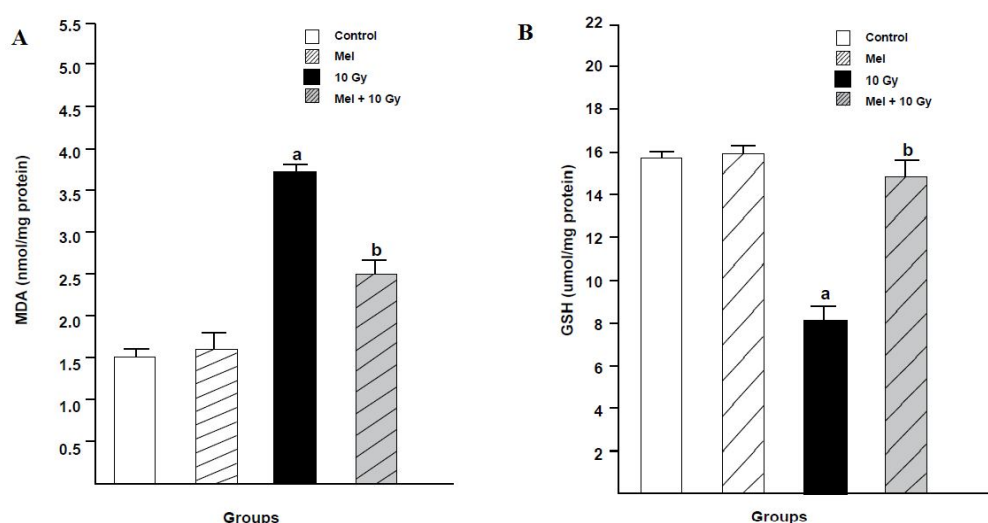 A
MDA (nmol/mg protein)
5.5
5.0
4.5
4.0
3.5
3.0
2.5
2.0
1.5
1.0
0.5
Control
Mel
10 Gy
Mel + 10 Gy
a
b
Groups
B
GSH (umol/mg protein)
22
20
18
16
14
12
10
8
6
4
2
Control
Mel
10 Gy
Mel + 10 Gy
a
b
Groups